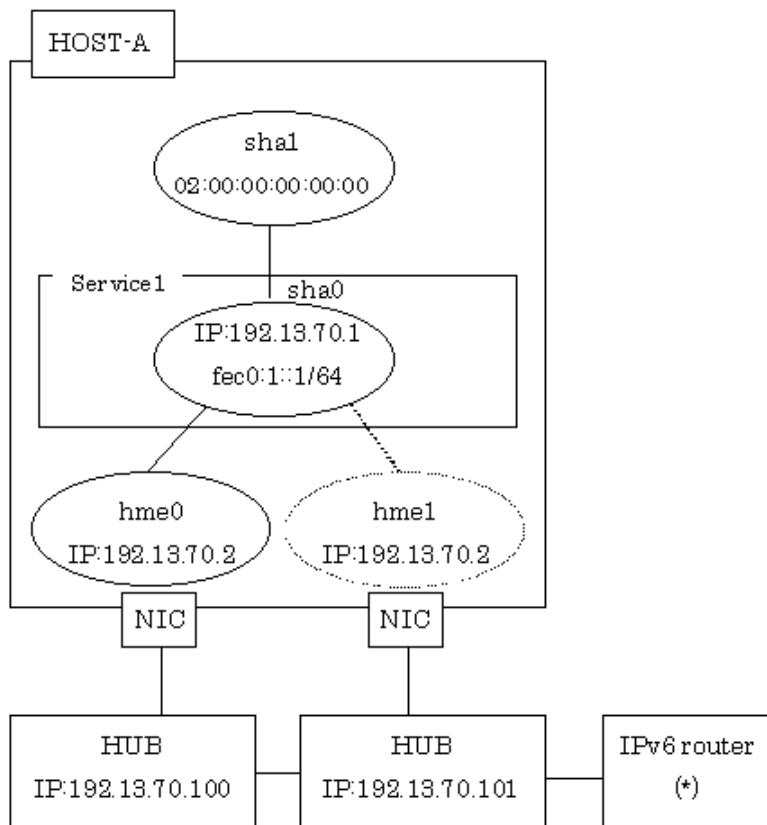 HOST-A
sha1
02:00:00:00:00:00
Service1
sha0
IP:192.13.70.1
fec0:1::1/64
hme0
IP:192.13.70.2
hme1
IP:192.13.70.2
NIC
NIC
HUB
IP:192.13.70.100
HUB
IP:192.13.70.101
IPv6 router
(*)